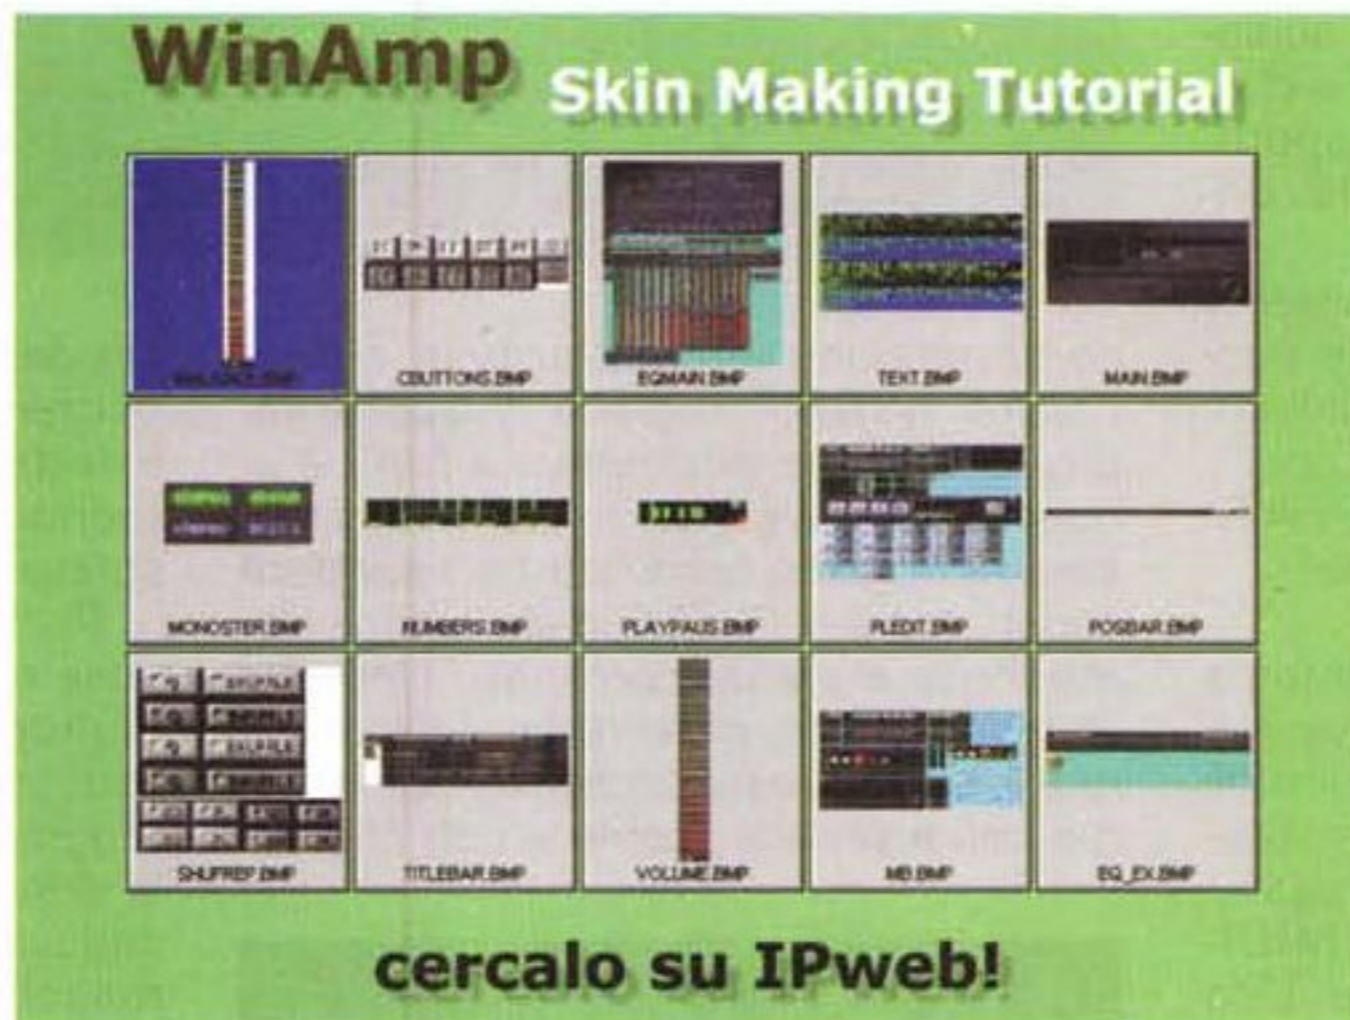 WinAmp
Skin Making Tutorial
CBUTTONS.BMP
EQMAIN.BMP
TEXT.BMP
MAIN.BMP
MONOSTER.BMP
NUMBERS.BMP
PLAYPAUS.BMP
PLEDIT.BMP
POSBAR.BMP
SHUFREP.BMP
TITLEBAR.BMP
VOLUME.BMP
MB.BMP
EQ_EX.BMP
cercalo su IPweb!